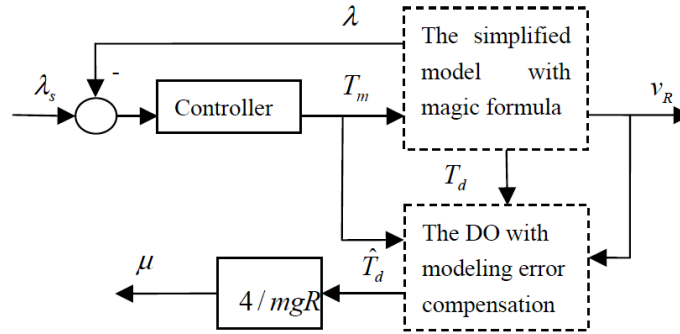 λ
The simplified
model with
magic formula
-
λs
Controller
Tm
vR
Td
The DO with
modeling error
compensation
T̂d
μ
4 / mgR